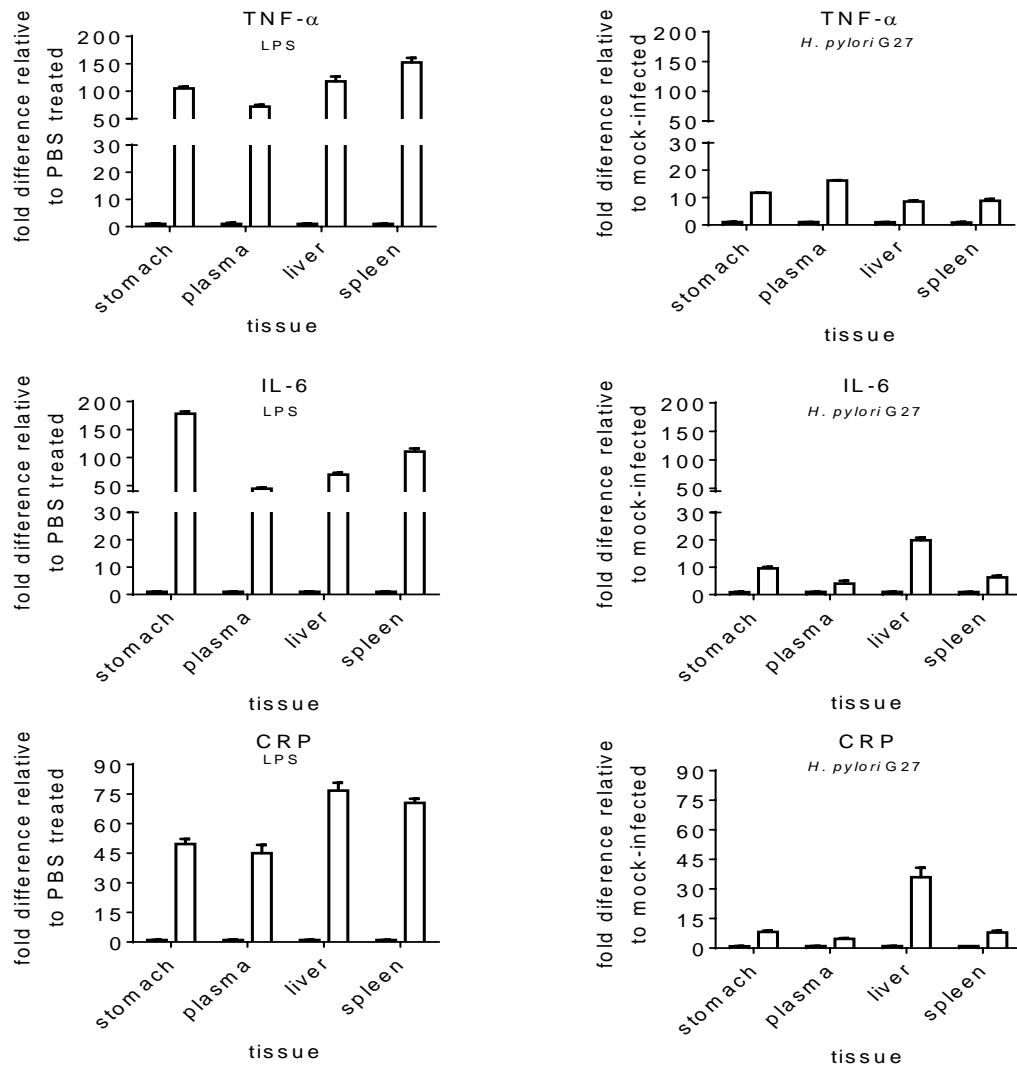 TNF-α
LPS
fold difference relative
to PBS treated
200
150
100
50
30
20
10
0
stomach
plasma
liver
spleen
tissue
TNF-α
H. pylori G27
fold diference relative
to mock-infected
200
150
100
50
30
20
10
0
stomach
plasma
liver
spleen
tissue
IL-6
LPS
fold difference relative
to PBS treated
200
150
100
50
30
20
10
0
stomach
plasma
liver
spleen
tissue
IL-6
H. pylori G27
fold diference relative
to mock-infected
200
150
100
50
30
20
10
0
stomach
plasma
liver
spleen
tissue
CRP
LPS
fold difference relative
to PBS treated
90
75
60
45
30
15
0
stomach
plasma
liver
spleen
tissue
CRP
H. pylori G27
fold diference relative
to mock-infected
90
75
60
45
30
15
0
stomach
plasma
liver
spleen
tissue